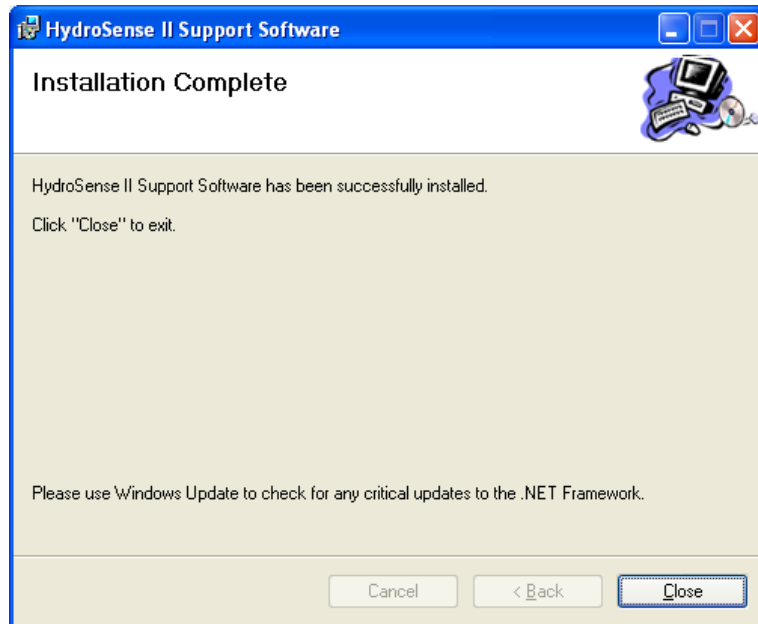 HydroSense II Support Software
Installation Complete
HydroSense II Support Software has been successfully installed.
Click "Close" to exit.
Please use Windows Update to check for any critical updates to the .NET Framework.
Cancel
< Back
Close